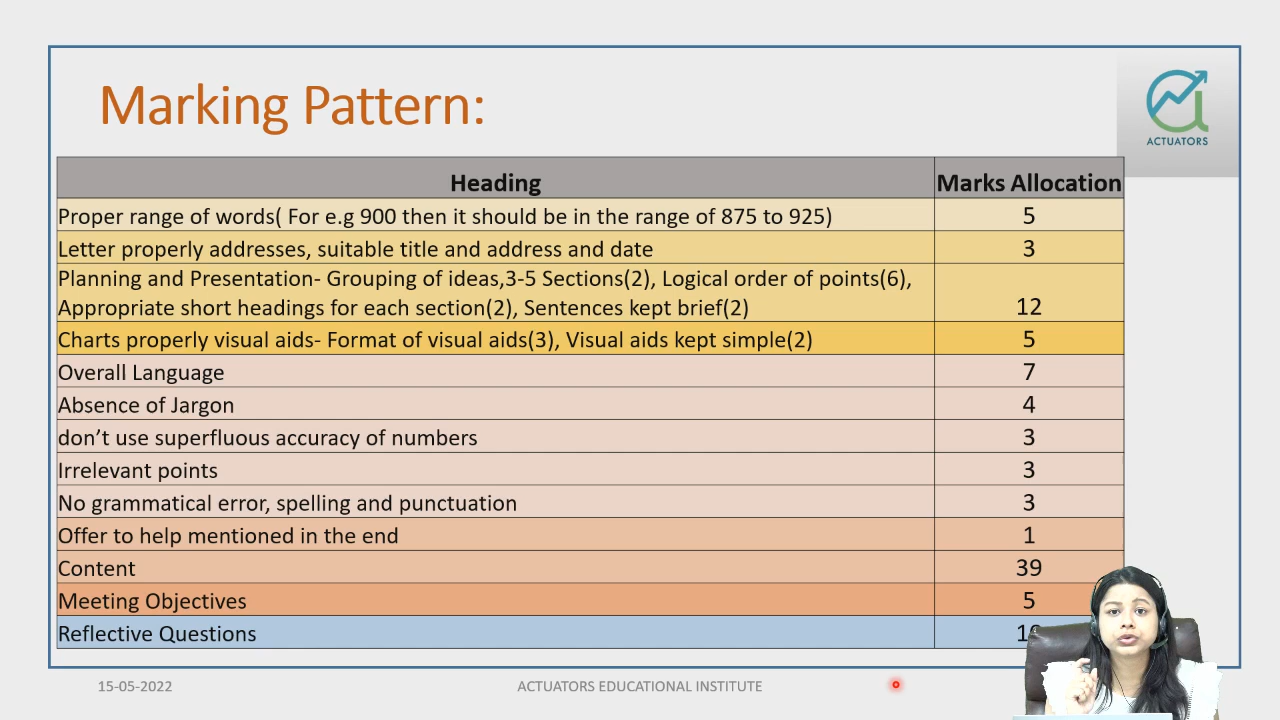 Marking Pattern:
ACTUATORS
Heading Marks Allocation
Proper range of words( For e.g 900 then it should be in the range of 875 to 925) 5
Letter properly addresses, suitable title and address and date 3
Planning and Presentation- Grouping of ideas,3-5 Sections(2), Logical order of points(6),
Appropriate short headings for each section(2), Sentences kept brief(2) 12
Charts properly visual aids- Format of visual aids(3), Visual aids kept simple(2) 5
Overall Language 7
Absence of Jargon 4
don’t use superfluous accuracy of numbers 3
Irrelevant points 3
No grammatical error, spelling and punctuation 3
Offer to help mentioned in the end 1
Content 39
Meeting Objectives 5
Reflective Questions
15-05-2022 ACTUATORS EDUCATIONAL INSTITUTE